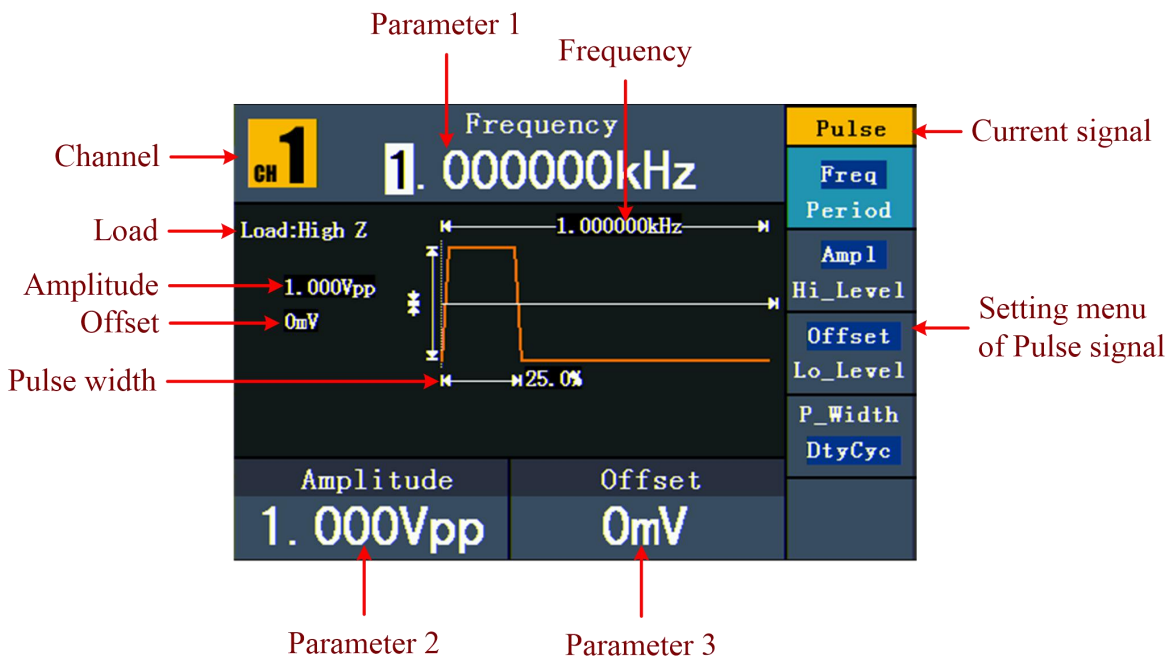 Parameter 1
Frequency
Channel
CH 1
Frequency
1. 000000kHz
Pulse
Current signal
Freq
Period
Load
Load:High Z
1. 000000kHz
Ampl
Hi_Level
Amplitude
1. 000Vpp
Offset
0mV
Offset
Lo_Level
Setting menu
of Pulse signal
Pulse width
25. 0%
P_Width
DtyCyc
Amplitude
Offset
1. 000Vpp
0mV
Parameter 2
Parameter 3